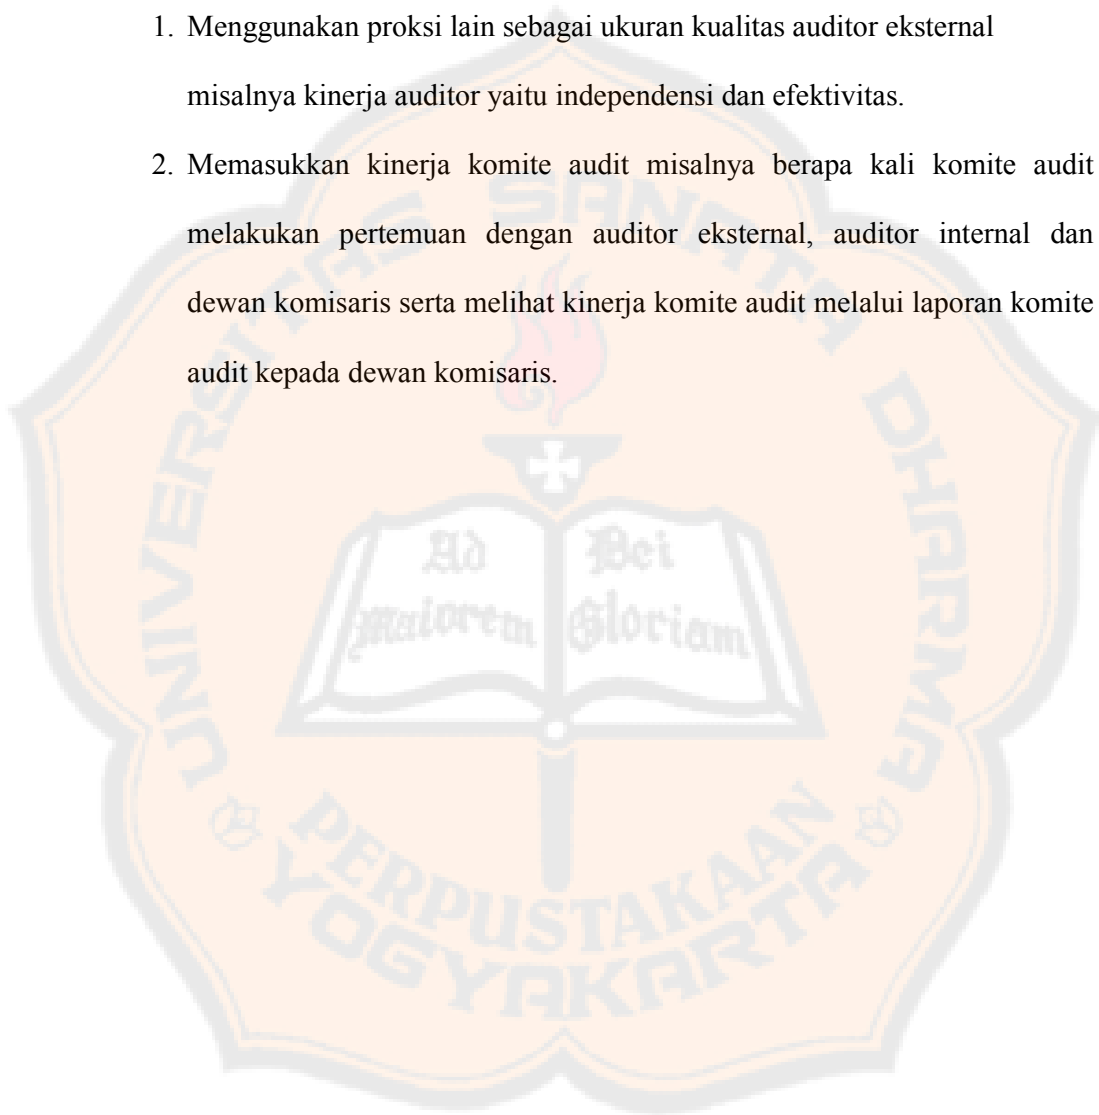 1. Menggunakan proksi lain sebagai ukuran kualitas auditor eksternal
misalnya kinerja auditor yaitu independensi dan efektivitas.
2. Memasukkan kinerja komite audit misalnya berapa kali komite audit
melakukan pertemuan dengan auditor eksternal, auditor internal dan
dewan komisaris serta melihat kinerja komite audit melalui laporan komite
audit kepada dewan komisaris.
UNIVERSITAS SANATA DHARMA
Ad Dei
Maiorem Gloriam
PERPUSTAKAAN
YOGYAKARTA